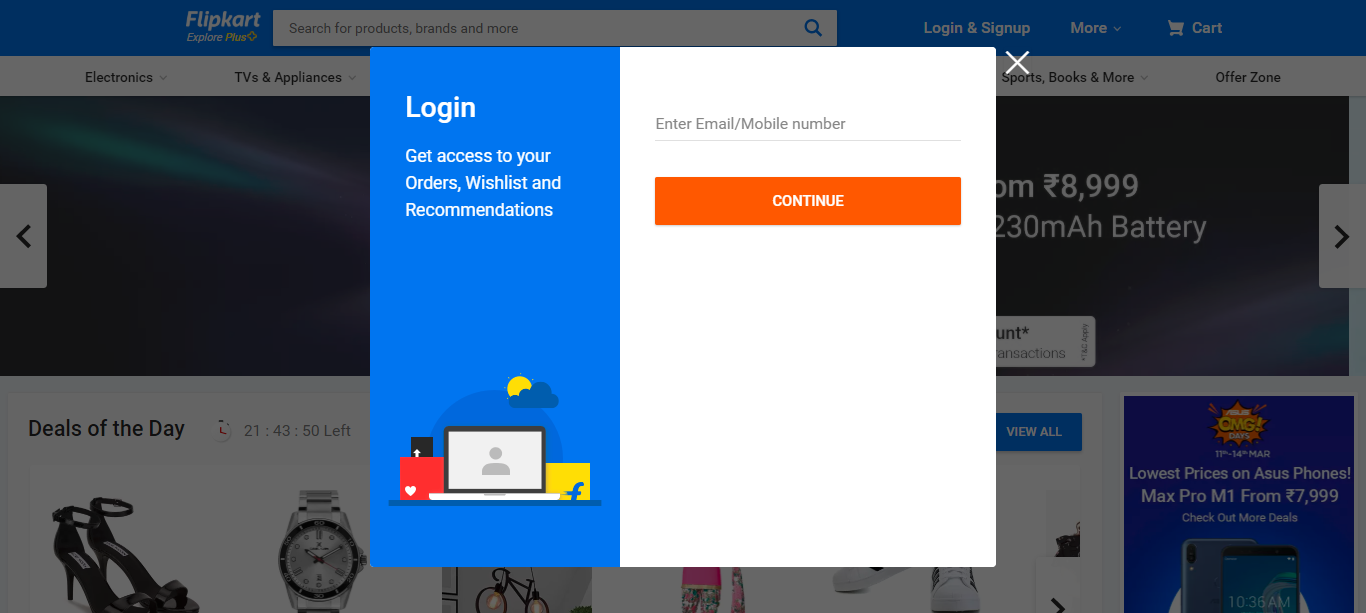 Flipkart
Explore Plus
Search for products, brands and more
Login & Signup
More
Cart
Electronics
TVs & Appliances
Sports, Books & More
Offer Zone
Login
Get access to your
Orders, Wishlist and
Recommendations
Enter Email/Mobile number
CONTINUE
om ₹8,999
230mAh Battery
unt*
ansactions
*T&C Apply
Deals of the Day
21 : 43 : 50 Left
VIEW ALL
ASUS
OMG!
DAYS
11TH-14TH MAR
Lowest Prices on Asus Phones!
Max Pro M1 From ₹7,999
Check Out More Deals
10:36 AM